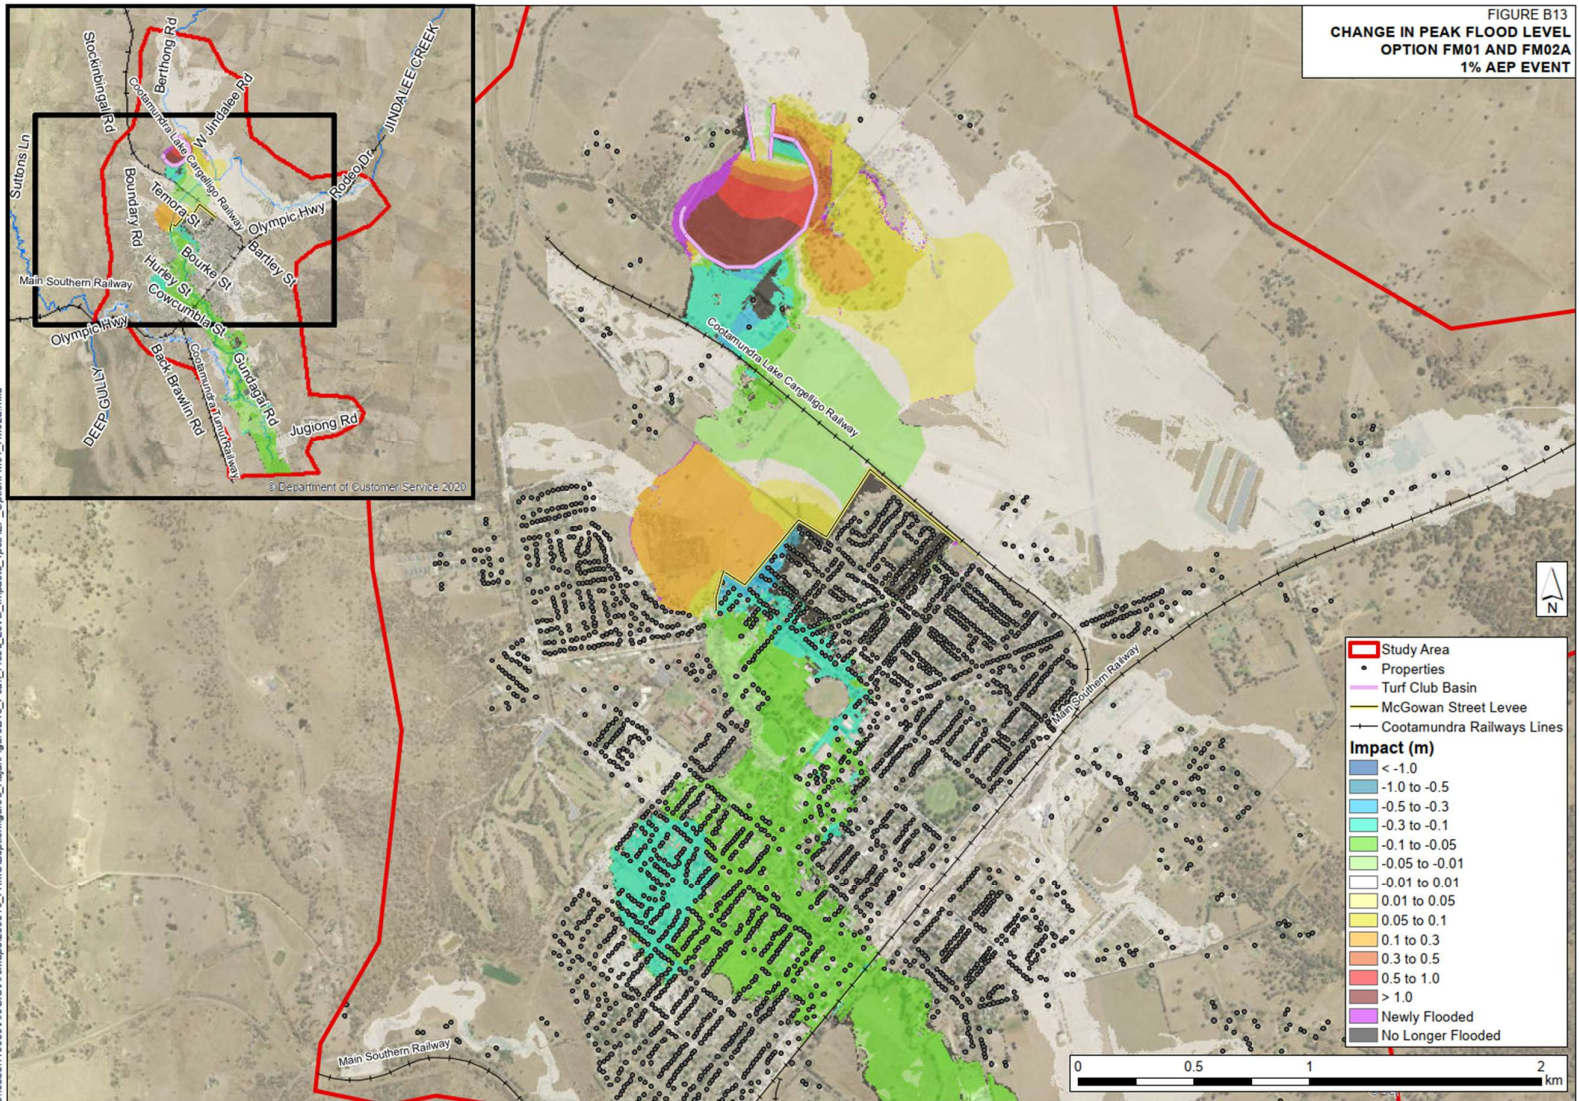 FIGURE B13
CHANGE IN PEAK FLOOD LEVEL
OPTION FM01 AND FM02A
1% AEP EVENT
Stockinbingal Rd
Berthong Rd
Cootamundra Lake Cargelligo Railway
W Jindalee Rd
JINDALEE CREEK
Suttons Ln
Boundary Rd
Temora St
Rodeo Dr
Olympic Hwy
Bartley St
Bourke St
Hurley St
Main Southern Railway
Cowcumbla St
Olympic Hwy
Back Brawlin Rd
Cootamundra Tumut Railway
Gundagai Rd
DEEP GULLY
Jugiong Rd
© Department of Customer Service 2020
Cootamundra Lake Cargelligo Railway
Main Southern Railway
Main Southern Railway
N
Study Area
Properties
Turf Club Basin
McGowan Street Levee
Cootamundra Railways Lines
Impact (m)
< -1.0
-1.0 to -0.5
-0.5 to -0.3
-0.3 to -0.1
-0.1 to -0.05
-0.05 to -0.01
-0.01 to 0.01
0.01 to 0.05
0.05 to 0.1
0.1 to 0.3
0.3 to 0.5
0.5 to 1.0
> 1.0
Newly Flooded
No Longer Flooded
0 0.5 1 2
km